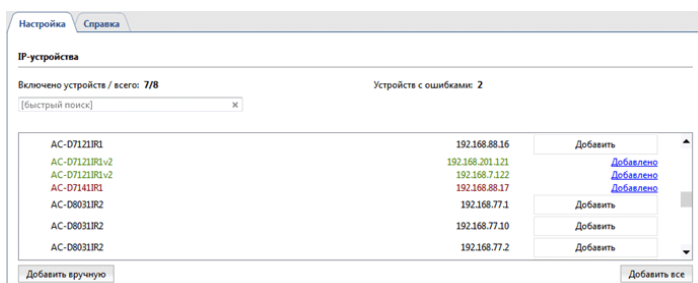 Настройка Справка
IP-устройства
Включено устройств / всего: 7/8 Устройств с ошибками: 2
[быстрый поиск]
AC-D7121IR1 192.168.88.16 Добавить
AC-D7121IR1v2 192.168.201.121 Добавлено
AC-D7121IR1v2 192.168.7.122 Добавлено
AC-D7141IR1 192.168.88.17 Добавлено
AC-D8031IR2 192.168.77.1 Добавить
AC-D8031IR2 192.168.77.10 Добавить
AC-D8031IR2 192.168.77.2 Добавить
Добавить вручную Добавить все